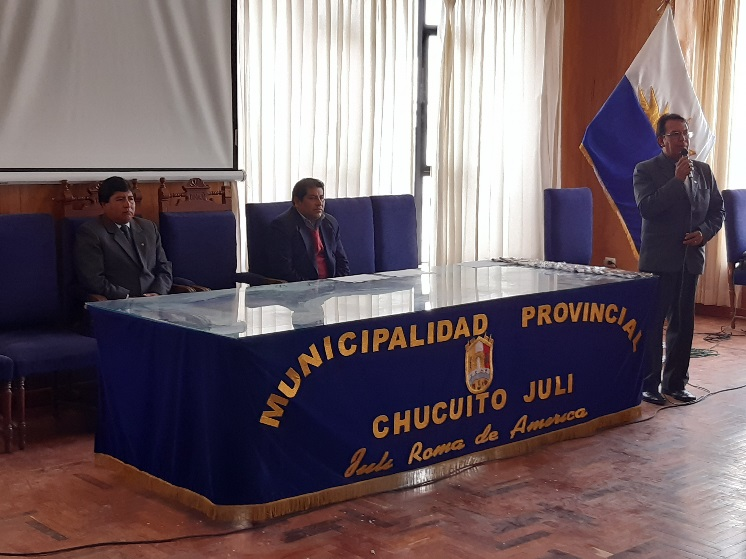 MUNICIPALIDAD PROVINCIAL
CHUCUITO JULI
Juli Roma de America